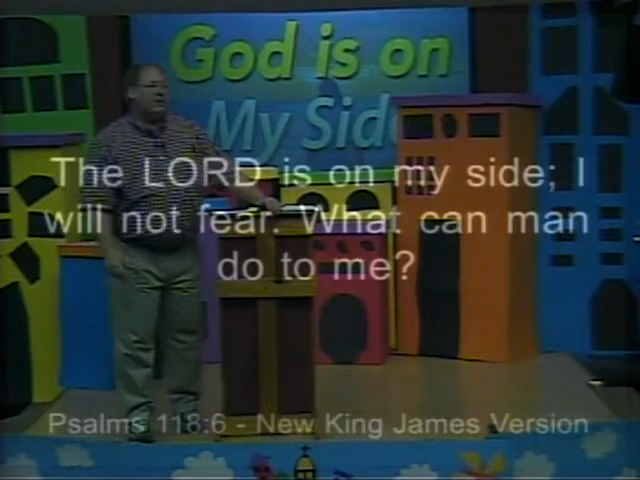 God is on
My Side
The LORD is on my side; I
will not fear. What can man
do to me?
Psalms 118:6 - New King James Version